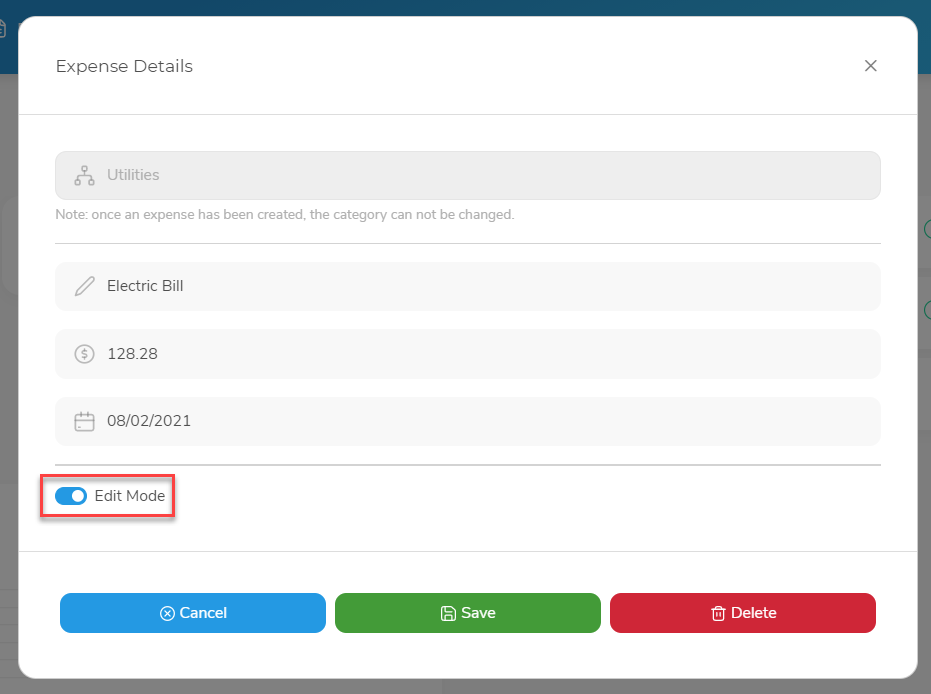 Expense Details
Utilities
Note: once an expense has been created, the category can not be changed.
Electric Bill
128.28
08/02/2021
Edit Mode
Cancel
Save
Delete